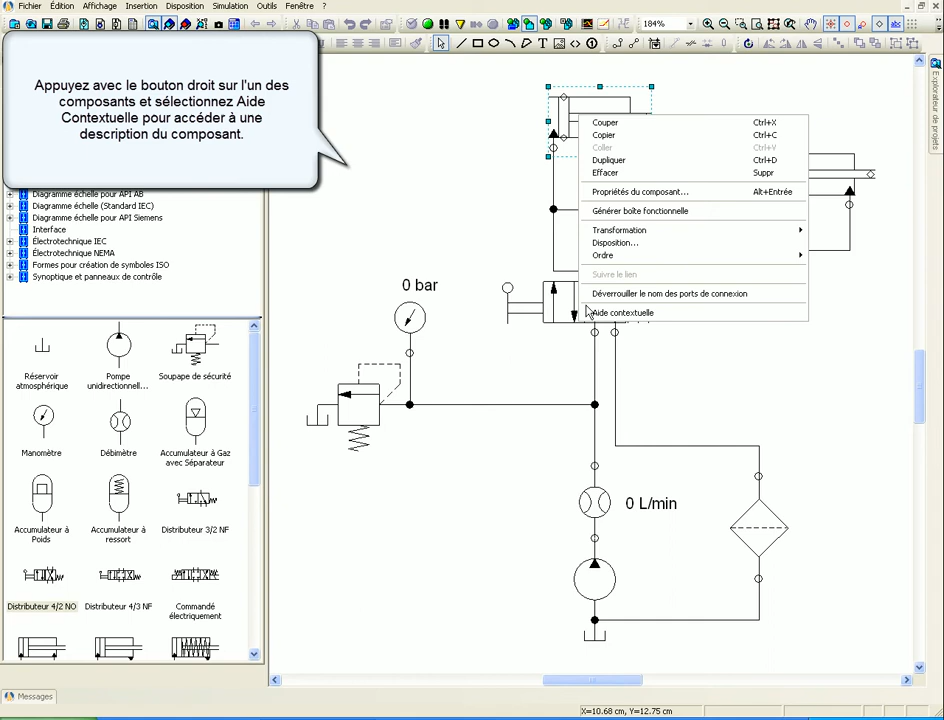 Fichier Édition Affichage Insertion Disposition Simulation Outils Fenêtre ?
184%
Appuyez avec le bouton droit sur l'un des
composants et sélectionnez Aide
Contextuelle pour accéder à une
description du composant.
Diagramme échelle pour API AB
Diagramme échelle (Standard IEC)
Diagramme échelle pour API Siemens
Interface
Électrotechnique IEC
Électrotechnique NEMA
Formes pour création de symboles ISO
Synoptique et panneaux de contrôle
Réservoir
atmosphérique
Pompe
unidirectionnell...
Soupape de sécurité
Manomètre
Débimètre
Accumulateur à Gaz
avec Séparateur
Accumulateur à
Poids
Accumulateur à
ressort
Distributeur 3/2 NF
Distributeur 4/2 NO
Distributeur 4/3 NF
Commandé
électriquement
Couper Ctrl+X
Copier Ctrl+C
Coller Ctrl+V
Dupliquer Ctrl+D
Effacer Suppr
Propriétés du composant... Alt+Entrée
Générer boîte fonctionnelle
Transformation
Disposition...
Ordre
Suivre le lien
Déverrouiller le nom des ports de connexion
Aide contextuelle
0 bar
0 L/min
Explorateur de projets
Messages
X=10.68 cm, Y=12.75 cm